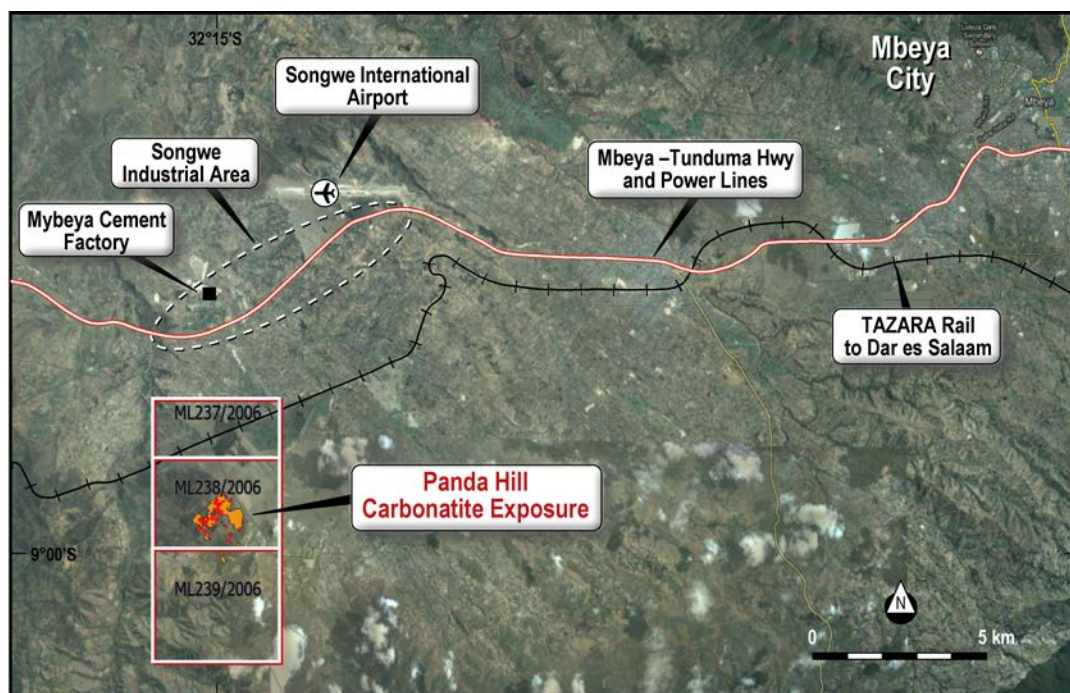 32°15'S
Mbeya
City
Songwe International
Airport
Songwe
Industrial Area
Mbeya –Tunduma Hwy
and Power Lines
Mybeya Cement
Factory
Mbeya
TAZARA Rail
to Dar es Salaam
ML237/2006
ML238/2006
Panda Hill
Carbonatite Exposure
9°00'S
ML239/2006
N
0
5 km